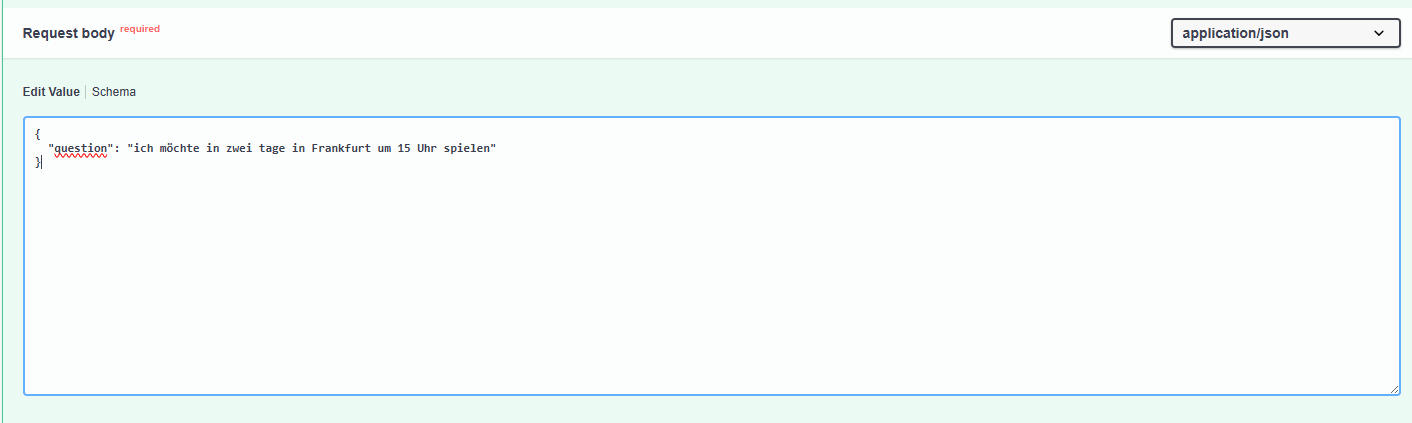 Request body required
application/json
Edit Value | Schema
{
"question": "ich möchte in zwei tage in Frankfurt um 15 Uhr spielen"
}